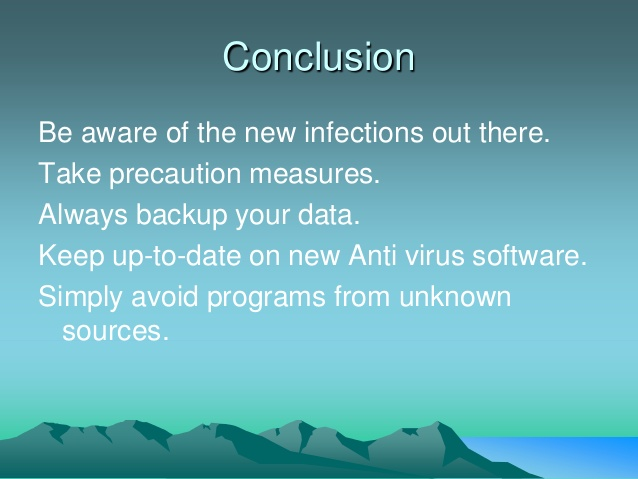 Conclusion
Be aware of the new infections out there.
Take precaution measures.
Always backup your data.
Keep up-to-date on new Anti virus software.
Simply avoid programs from unknown
sources.